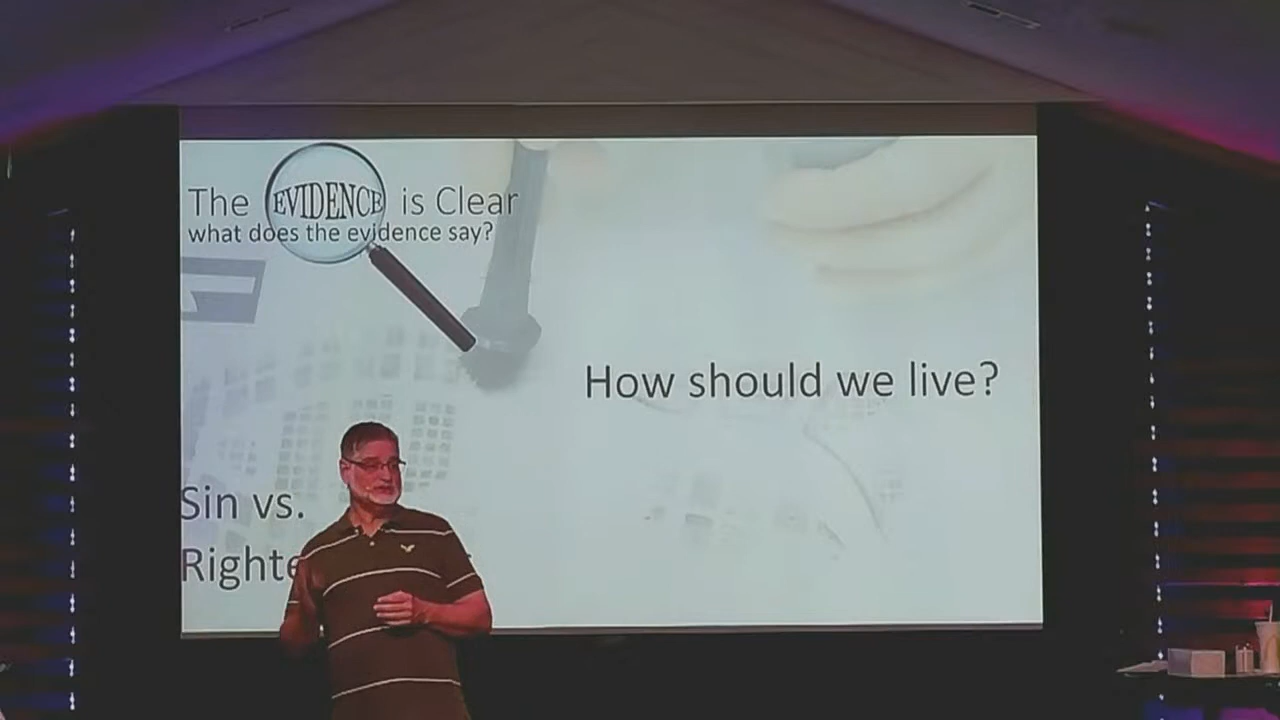 The EVIDENCE is Clear
what does the evidence say?
How should we live?
Sin vs.
Righte